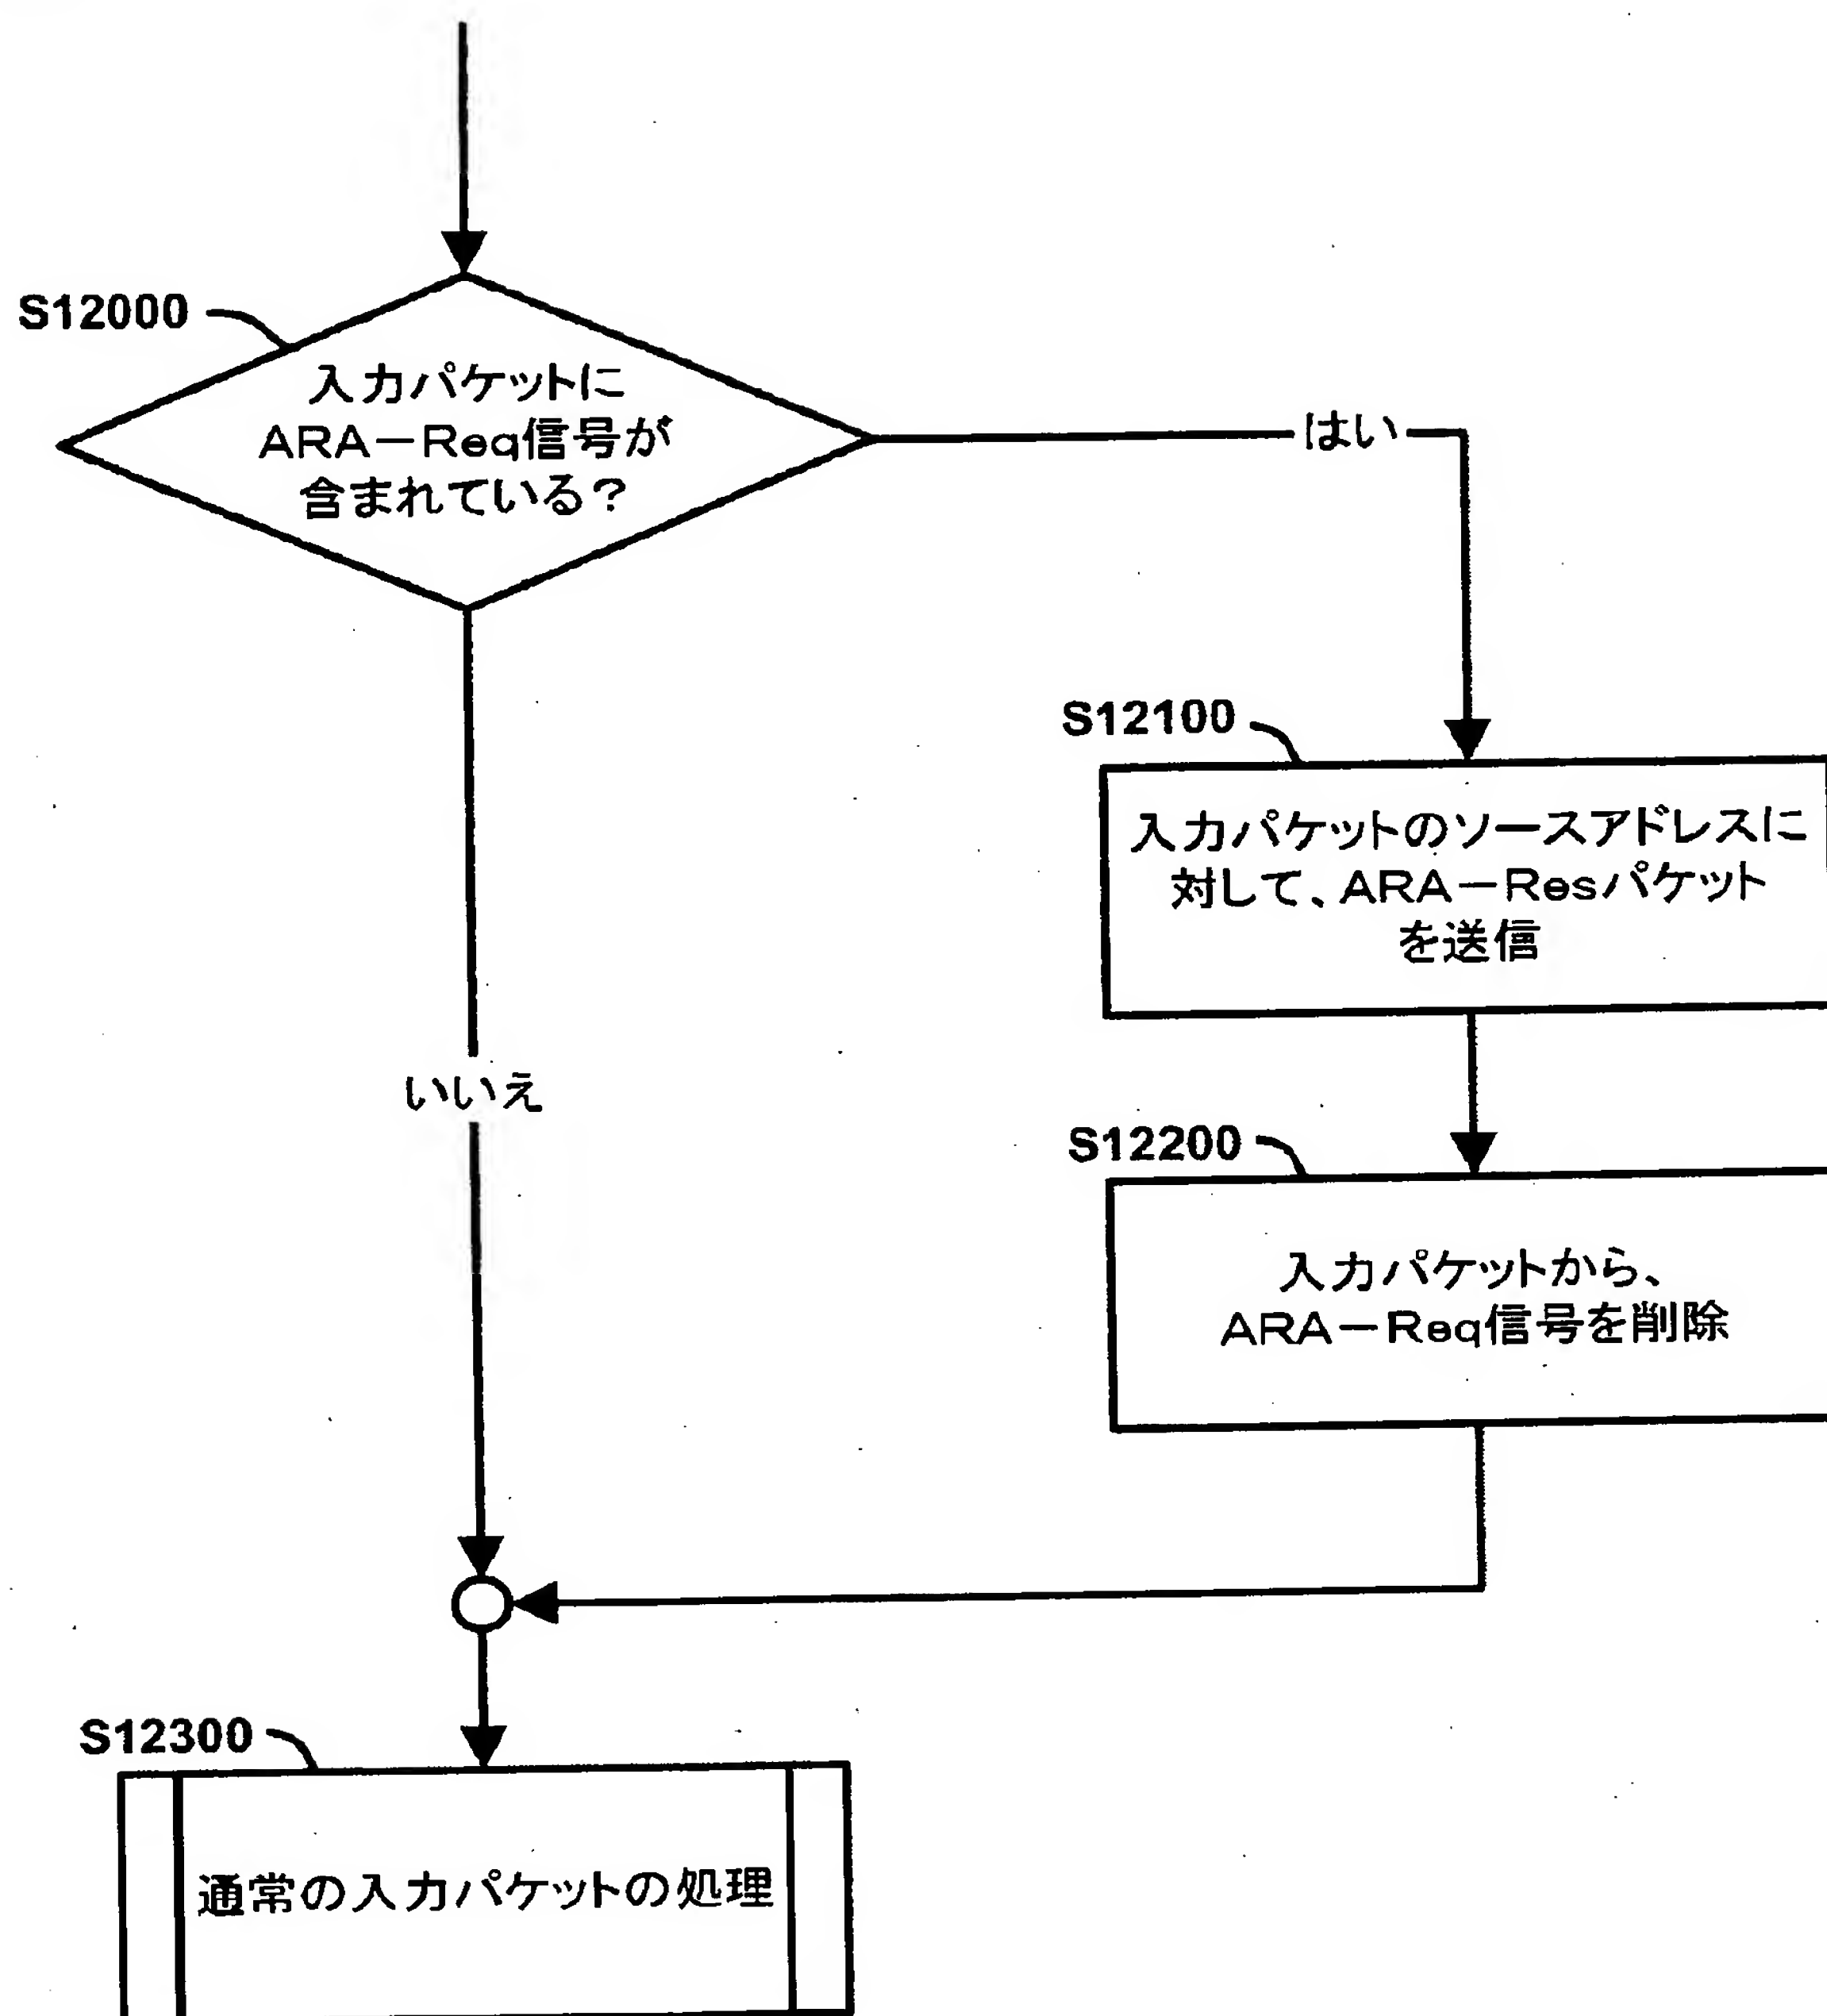 S12000
入力パケットに
ARA－Req信号が
含まれている？
はい
S12100
入力パケットのソースアドレスに
対して、ARA－Resパケット
を送信
いいえ
S12200
入力パケットから、
ARA－Req信号を削除
S12300
通常の入力パケットの処理